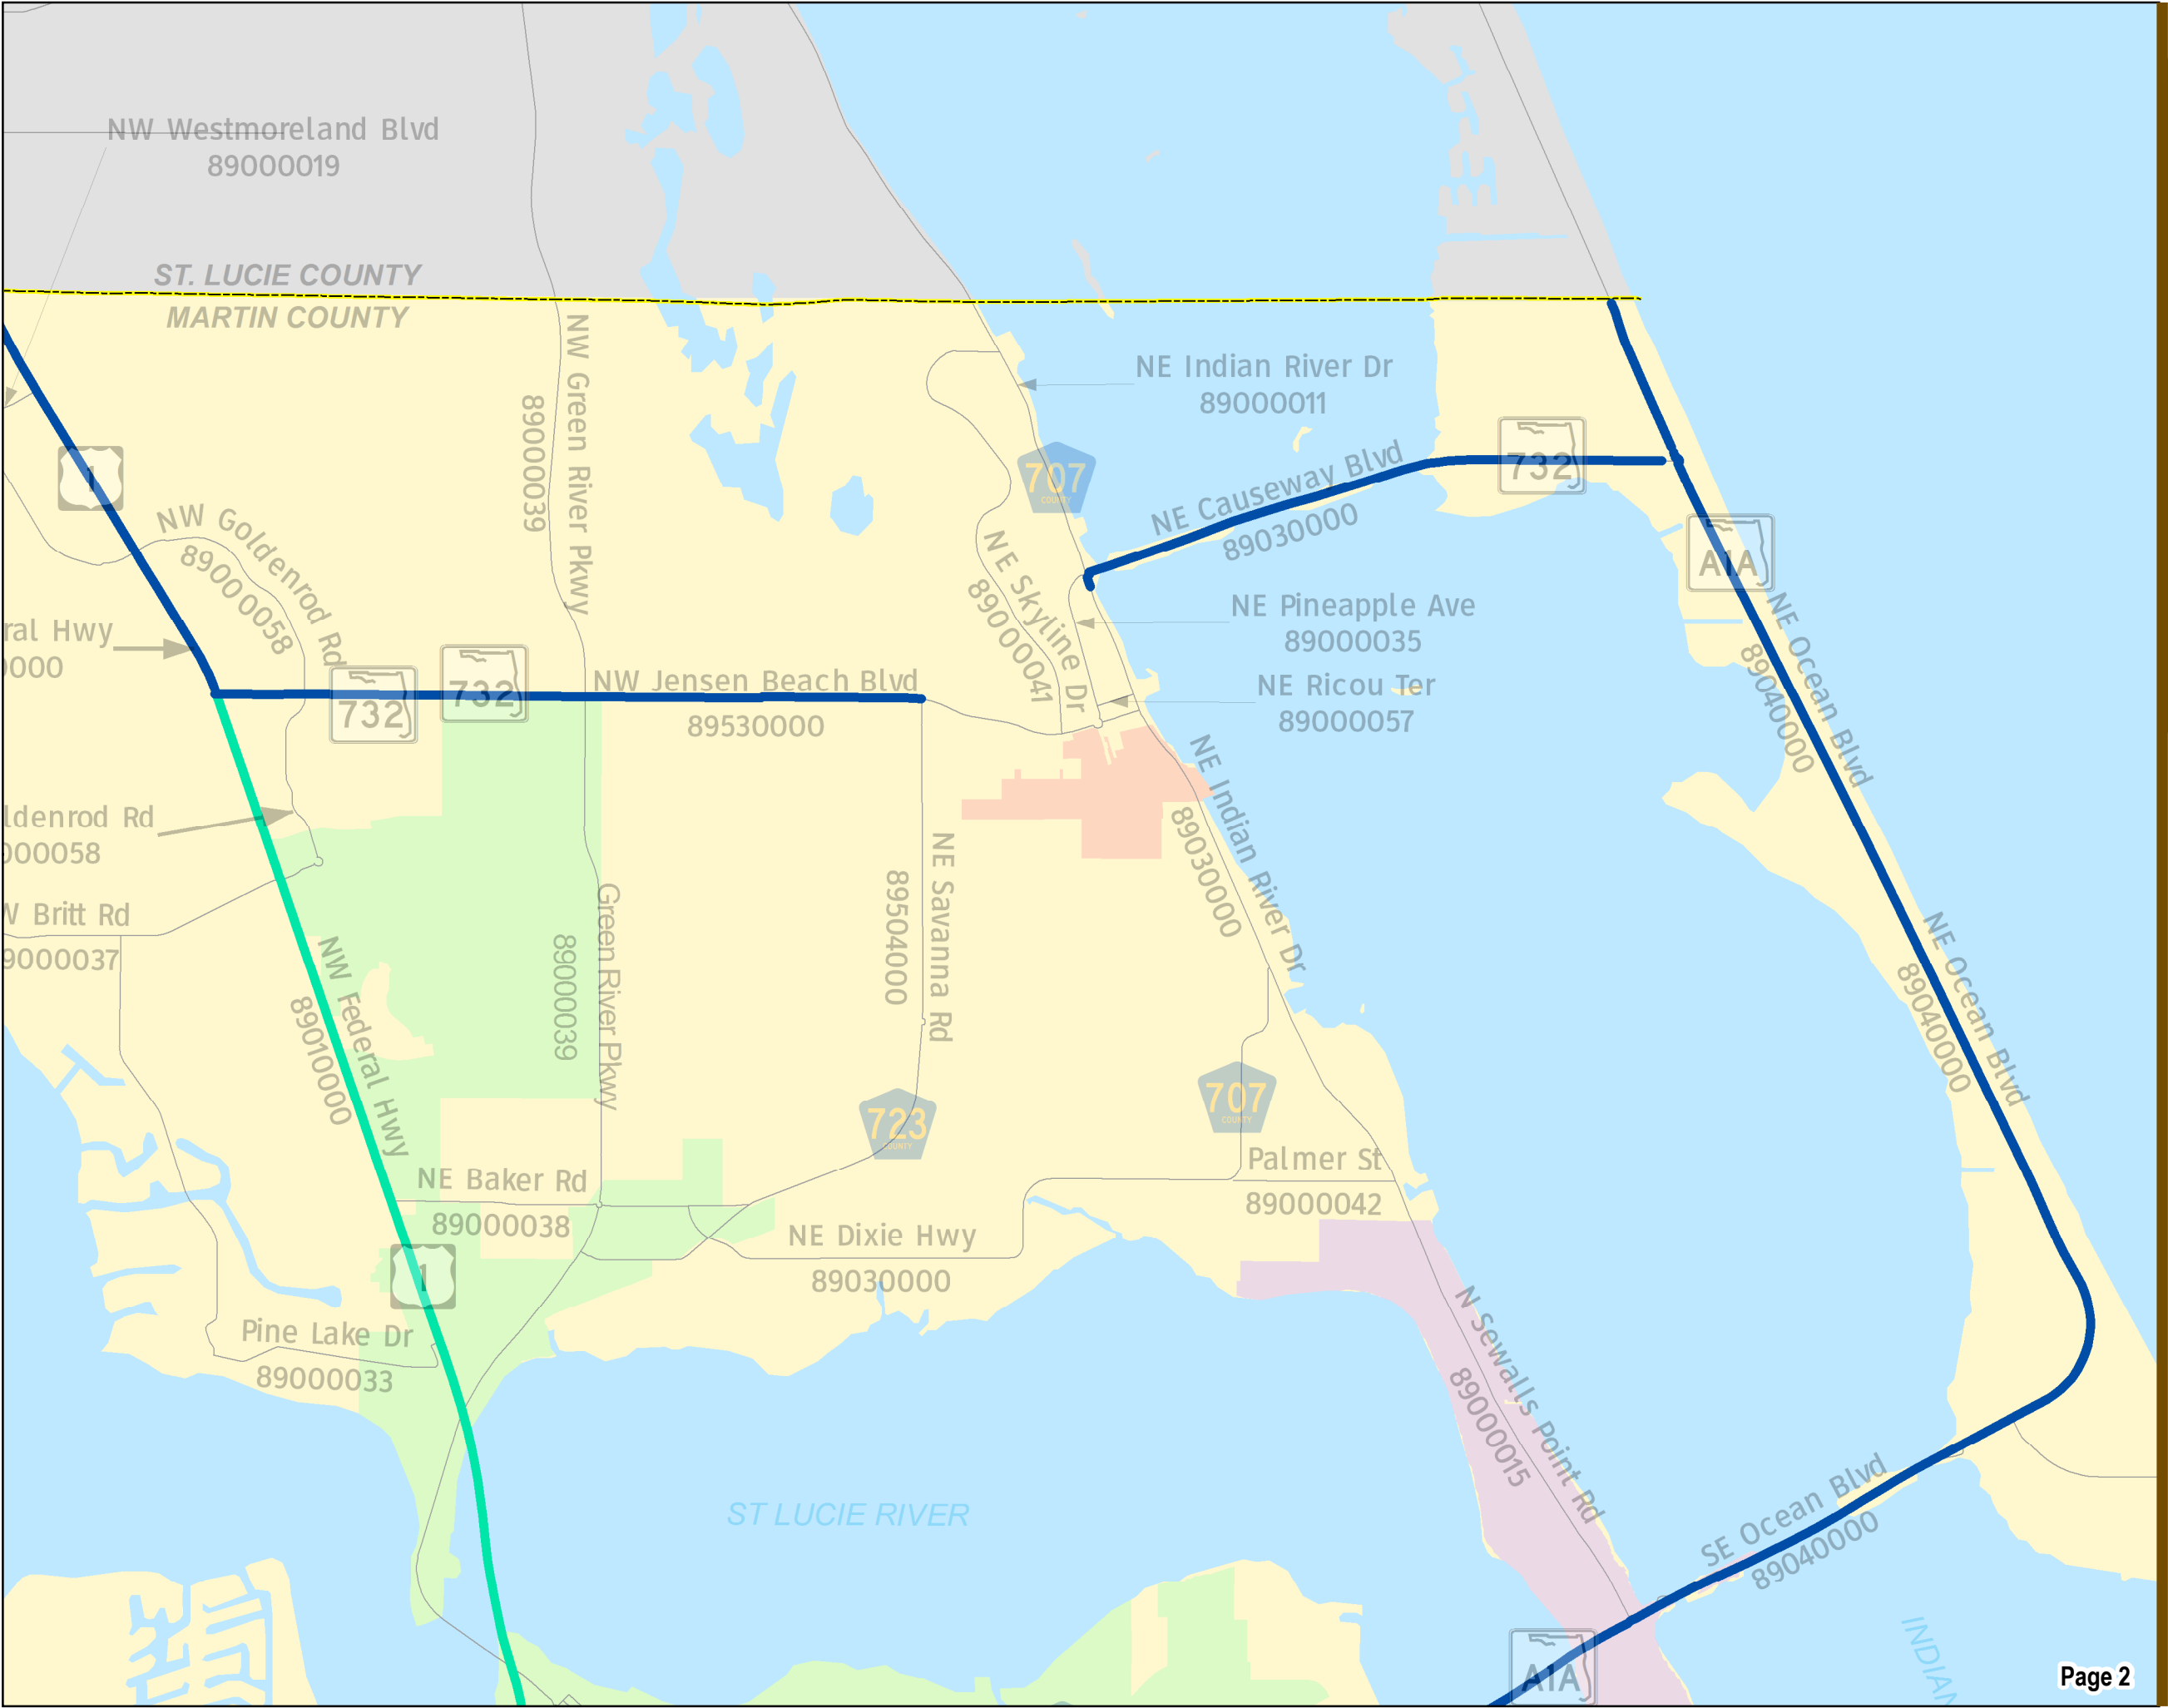 NW Westmoreland Blvd
89000019
ST. LUCIE COUNTY
MARTIN COUNTY
NW Green River Pkwy
89000039
NE Indian River Dr
89000011
1
707
COUNTY
732
NE Causeway Blvd
89030000
NW Goldenrod Rd
89000058
NE Skyline Dr
89000041
A1A
NE Pineapple Ave
89000035
ral Hwy
0000
NE Ricou Ter
89000057
NE Ocean Blvd
89040000
732
732
NW Jensen Beach Blvd
89530000
NE Indian River Dr
89030000
ldenrod Rd
000058
NE Savanna Rd
89504000
W Britt Rd
9000037
Green River Pkwy
89000039
NW Federal Hwy
89010000
NE Ocean Blvd
89040000
723
COUNTY
707
COUNTY
Palmer St
89000042
NE Baker Rd
89000038
NE Dixie Hwy
89030000
1
Pine Lake Dr
89000033
N Sewalls Point Rd
89000015
SE Ocean Blvd
89040000
ST LUCIE RIVER
A1A
INDIAN
Page 2